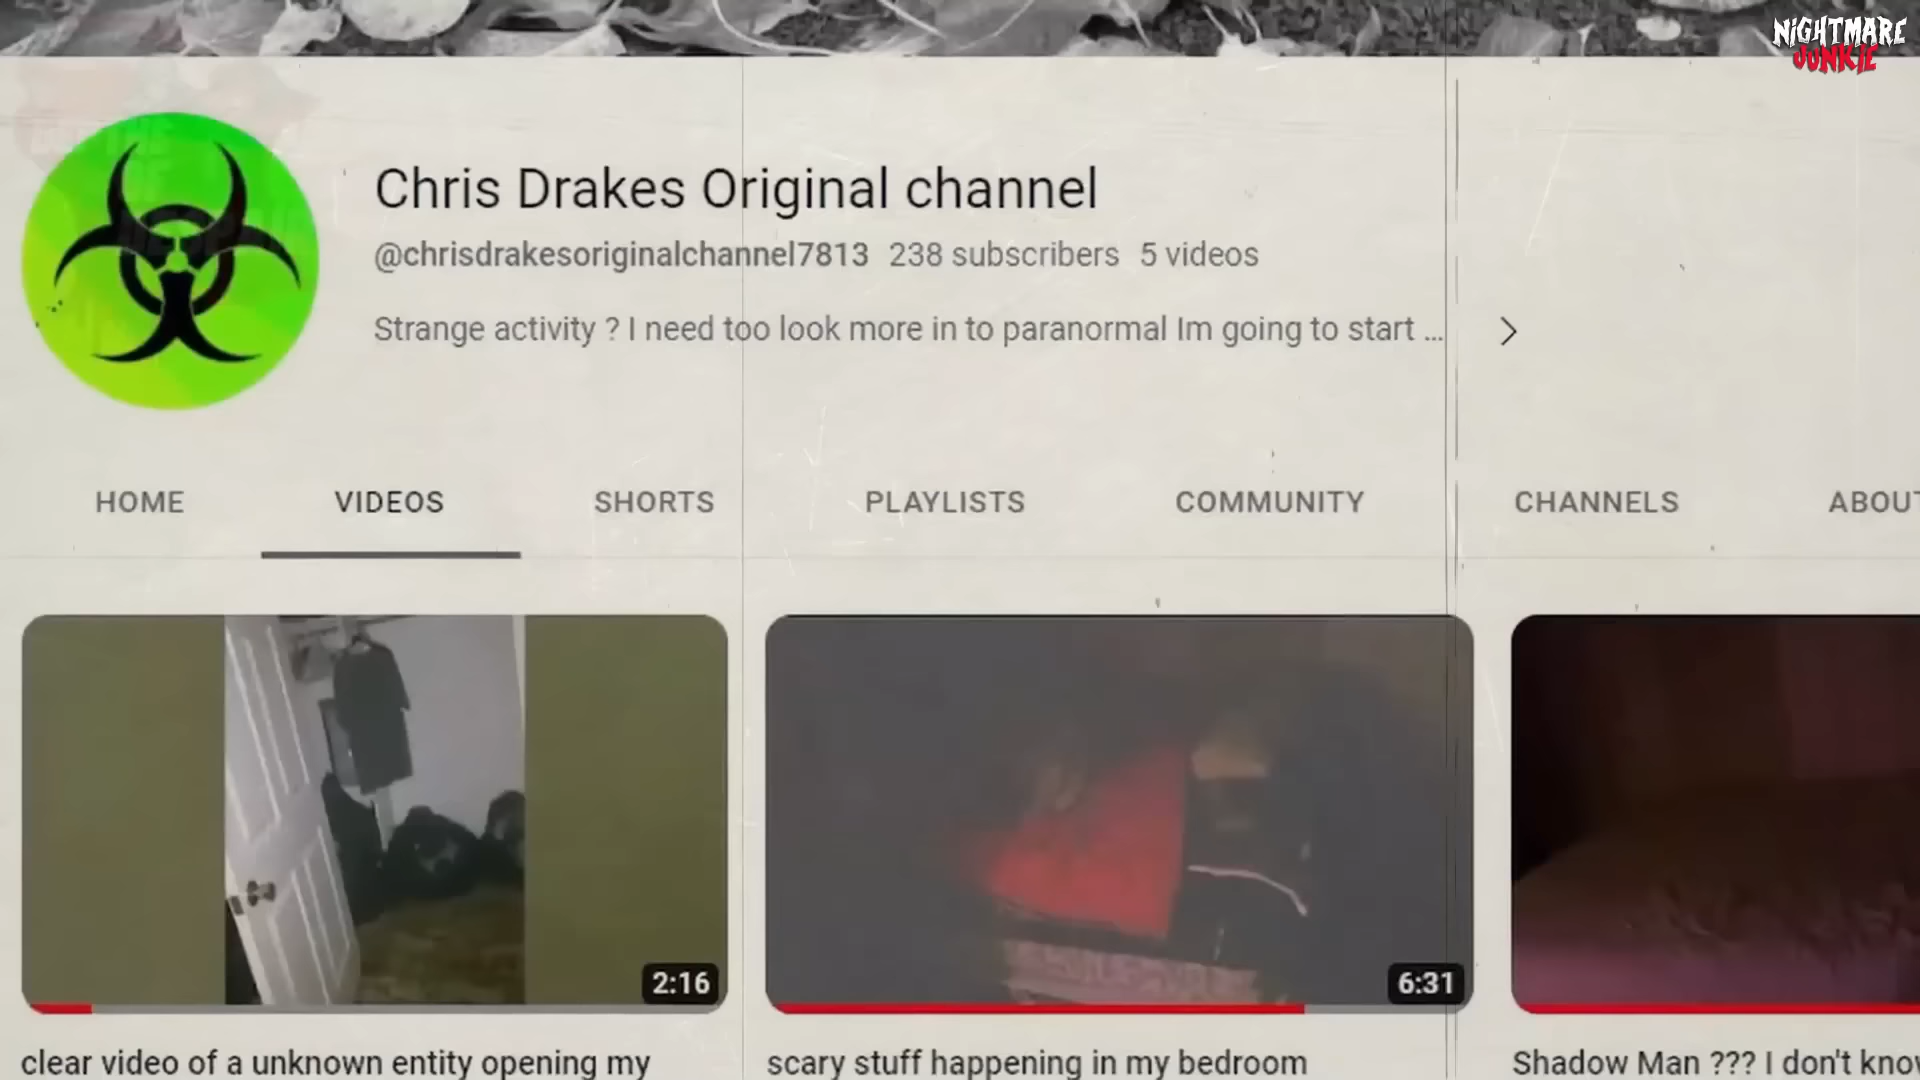 NiGHTMARE
JUNKIE
Chris Drakes Original channel
@chrisdrakesoriginalchannel7813 238 subscribers 5 videos
Strange activity ? I need too look more in to paranormal Im going to start ...
HOME VIDEOS SHORTS PLAYLISTS COMMUNITY CHANNELS ABOUT
2:16 6:31
clear video of a unknown entity opening my scary stuff happening in my bedroom Shadow Man ??? I don't know